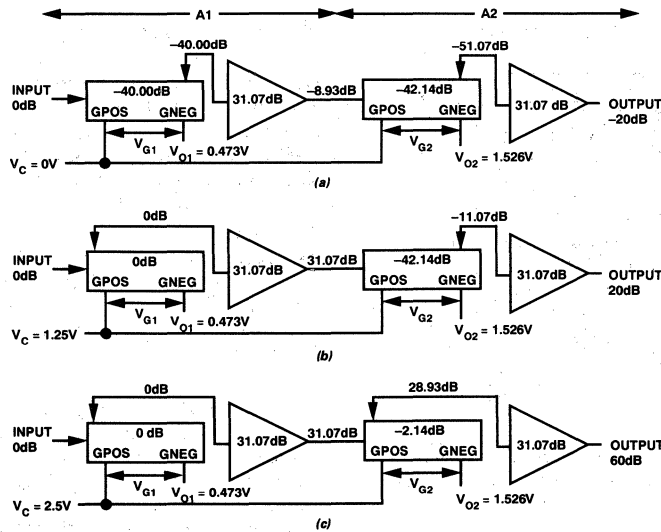 A1 A2
–40.00dB –51.07dB
INPUT
0dB
–40.00dB
GPOS GNEG
31.07dB
–8.93dB
–42.14dB
GPOS GNEG
31.07 dB
OUTPUT
–20dB
VG1
VO1 = 0.473V
VG2
VO2 = 1.526V
VC = 0V
(a)
0dB –11.07dB
INPUT
0dB
0dB
GPOS GNEG
31.07dB
31.07dB
–42.14dB
GPOS GNEG
31.07dB
OUTPUT
20dB
VG1
VO1 = 0.473V
VG2
VO2 = 1.526V
VC = 1.25V
(b)
0dB 28.93dB
INPUT
0dB
0 dB
GPOS GNEG
31.07dB
31.07dB
–2.14dB
GPOS GNEG
31.07dB
OUTPUT
60dB
VG1
VO1 = 0.473V
VG2
VO2 = 1.526V
VC = 2.5V
(c)